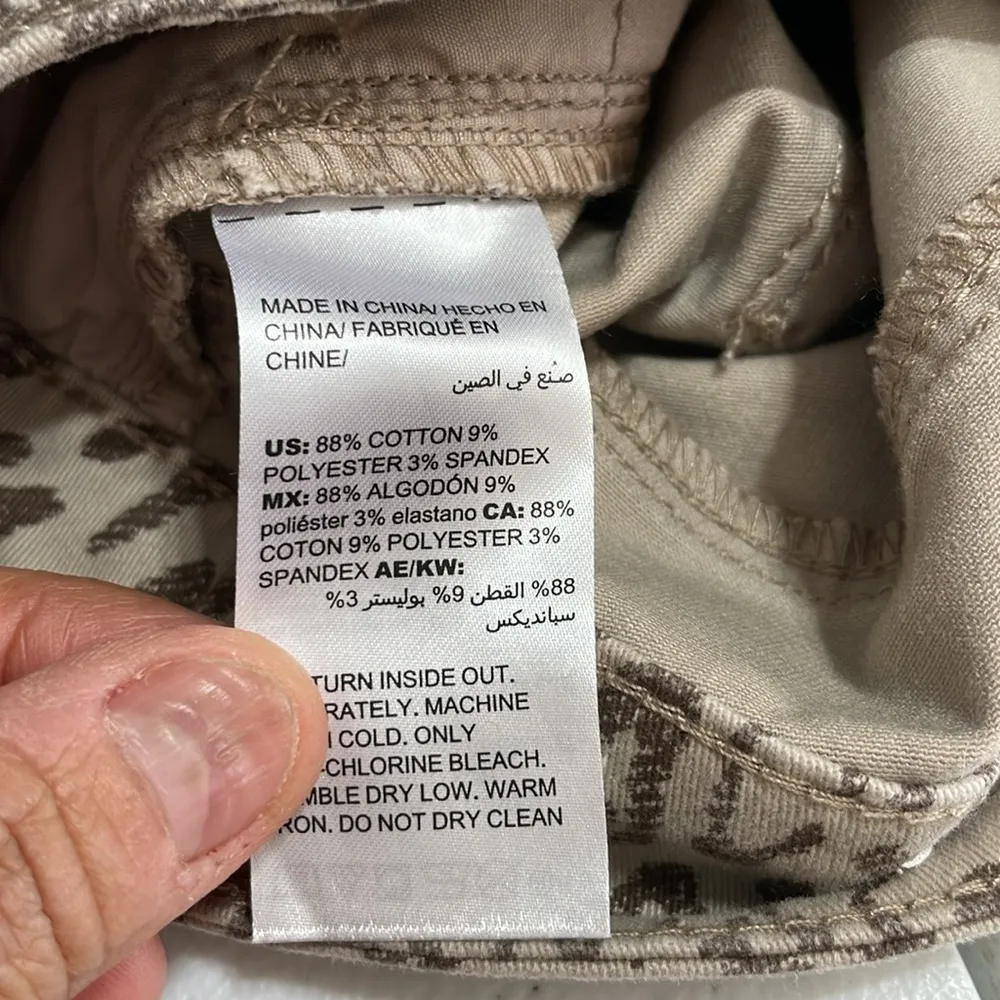 MADE IN CHINA/ HECHO EN
CHINA/ FABRIQUÉ EN
CHINE/
صُنع في الصين
US: 88% COTTON 9%
POLYESTER 3% SPANDEX
MX: 88% ALGODÓN 9%
poliéster 3% elastano CA: 88%
COTON 9% POLYESTER 3%
SPANDEX AE/KW:
88% القطن 9% بوليستر 3%
سبانديكس
TURN INSIDE OUT.
RATELY. MACHINE
COLD. ONLY
-CHLORINE BLEACH.
MBLE DRY LOW. WARM
RON. DO NOT DRY CLEAN